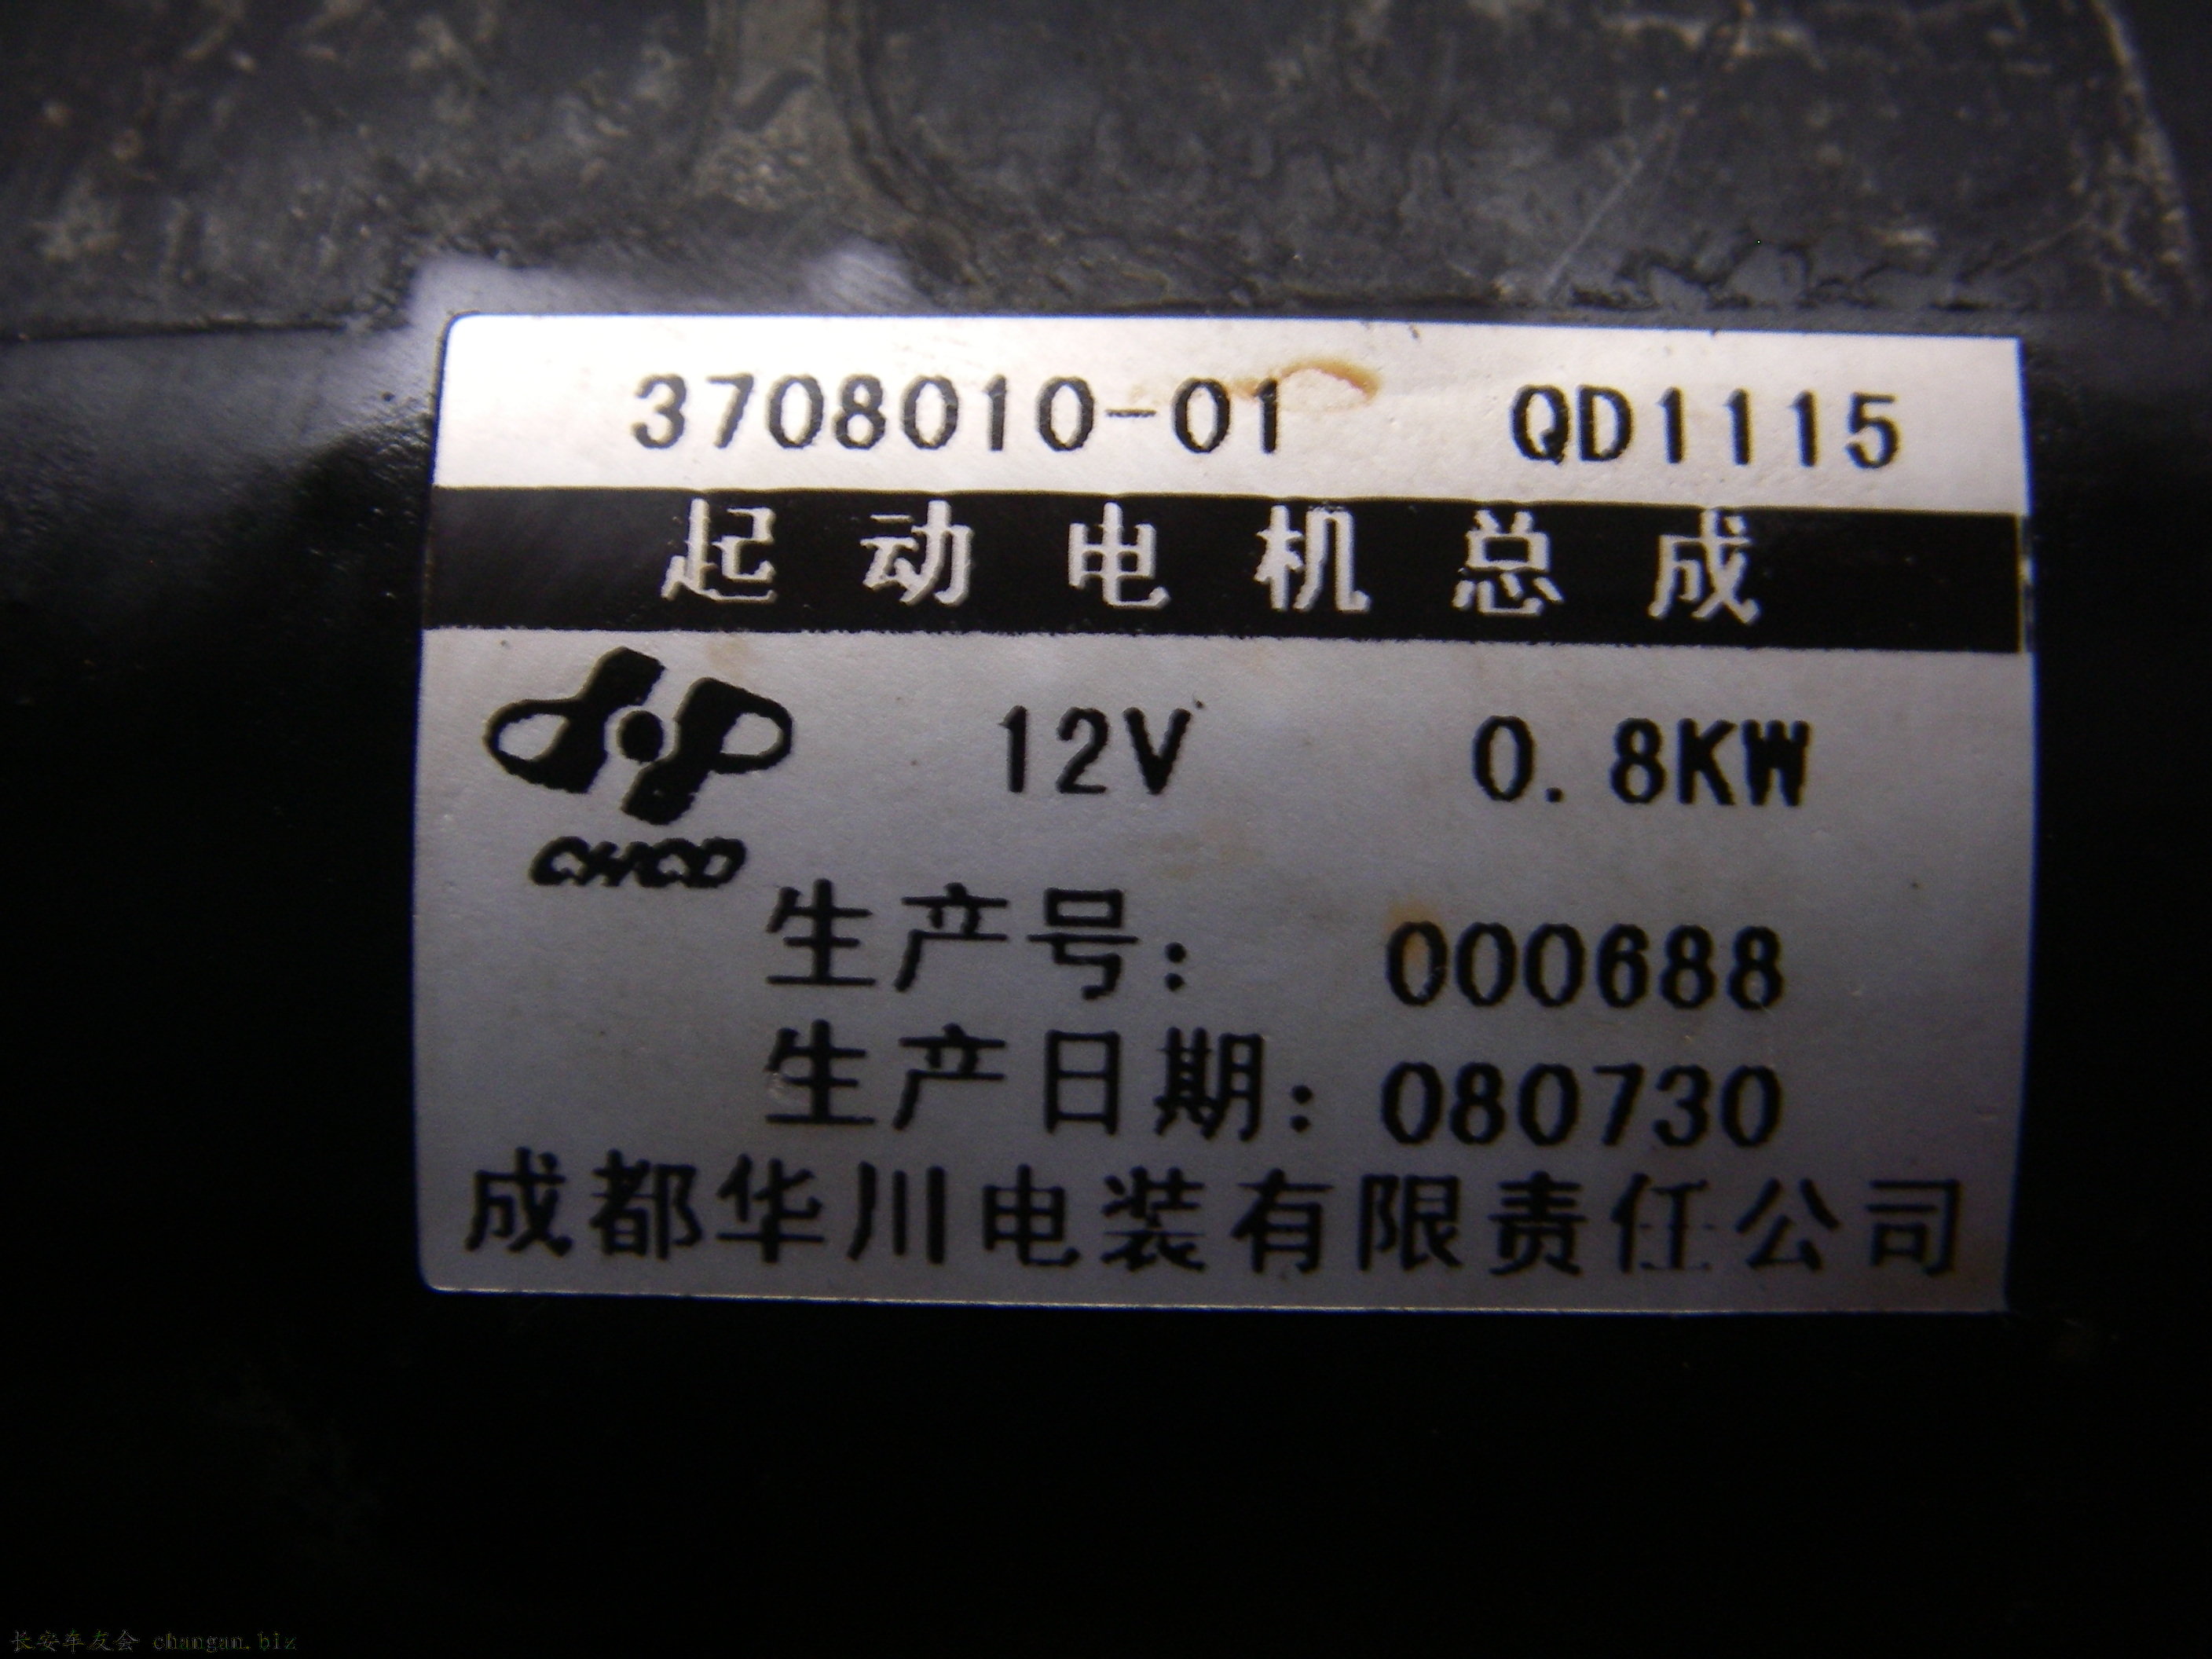 3708010-01 QD1115
起动电机总成
12V 0.8KW
CHCD
生产号: 000688
生产日期: 080730
成都华川电装有限责任公司
长安车友会 changan.biz